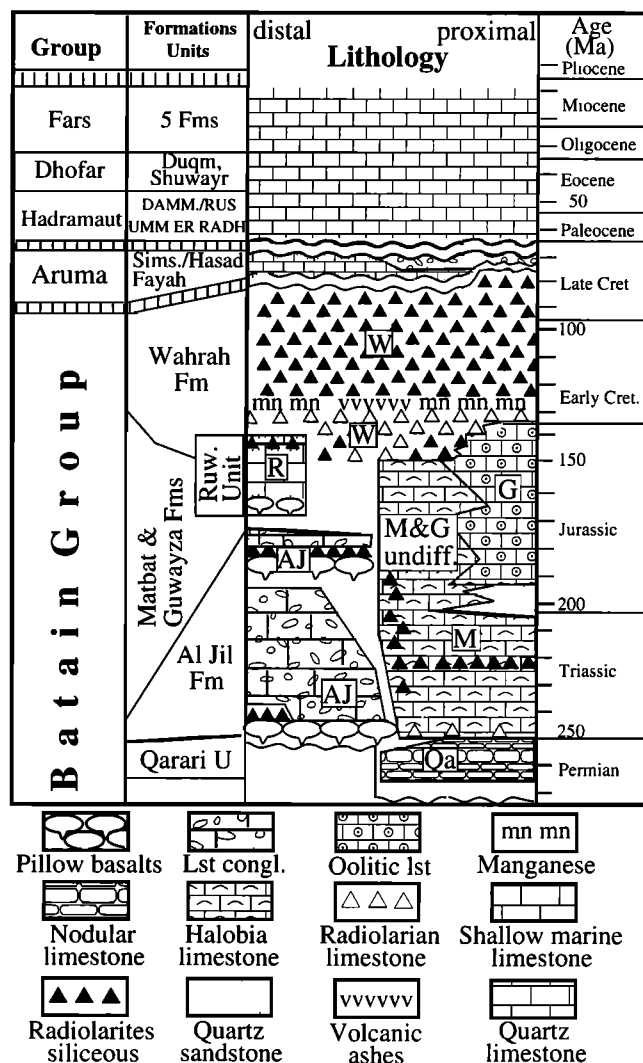 Group
Formations
Units
distal
proximal
Lithology
Age
(Ma)
Pliocene
Fars
5 Fms
Miocene
Oligocene
Dhofar
Duqm,
Shuwayr
Eocene
50
Hadramaut
DAMM./RUS
UMM ER RADH
Paleocene
Aruma
Sims./Hasad
Fayah
Late Cret
100
Batain Group
Wahrah
Fm
W
mn mn vvvvvv mn mn mn
Early Cret.
W
Ruw.
Unit
R
150
G
Matbat &
Guwayza Fms
M&G
undiff.
Jurassic
AJ
200
M
Al Jil
Fm
Triassic
AJ
250
Qarari U
Qa
Permian
mn mn
Pillow basalts
Lst congl.
Oolitic lst
Manganese
Nodular
limestone
Halobia
limestone
Radiolarian
limestone
Shallow marine
limestone
vvvvvv
Radiolarites
siliceous
Quartz
sandstone
Volcanic
ashes
Quartz
limestone